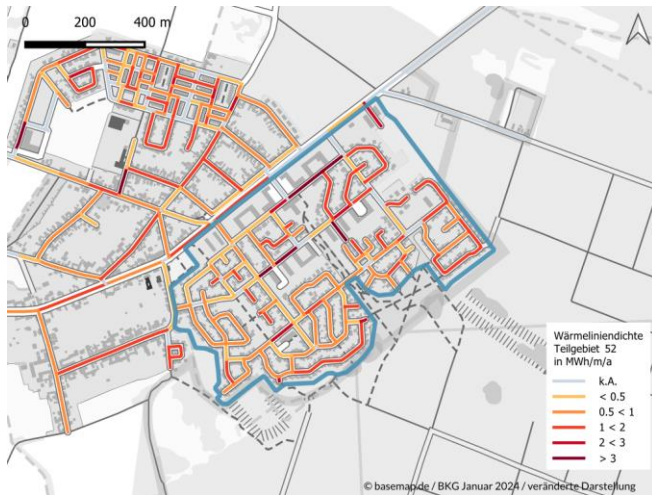 0 200 400 m
Wärmeliniendichte
Teilgebiet 52
in MWh/m/a
k.A.
< 0.5
0.5 < 1
1 < 2
2 < 3
> 3
© basemap.de / BKG Januar 2024 / veränderte Darstellung